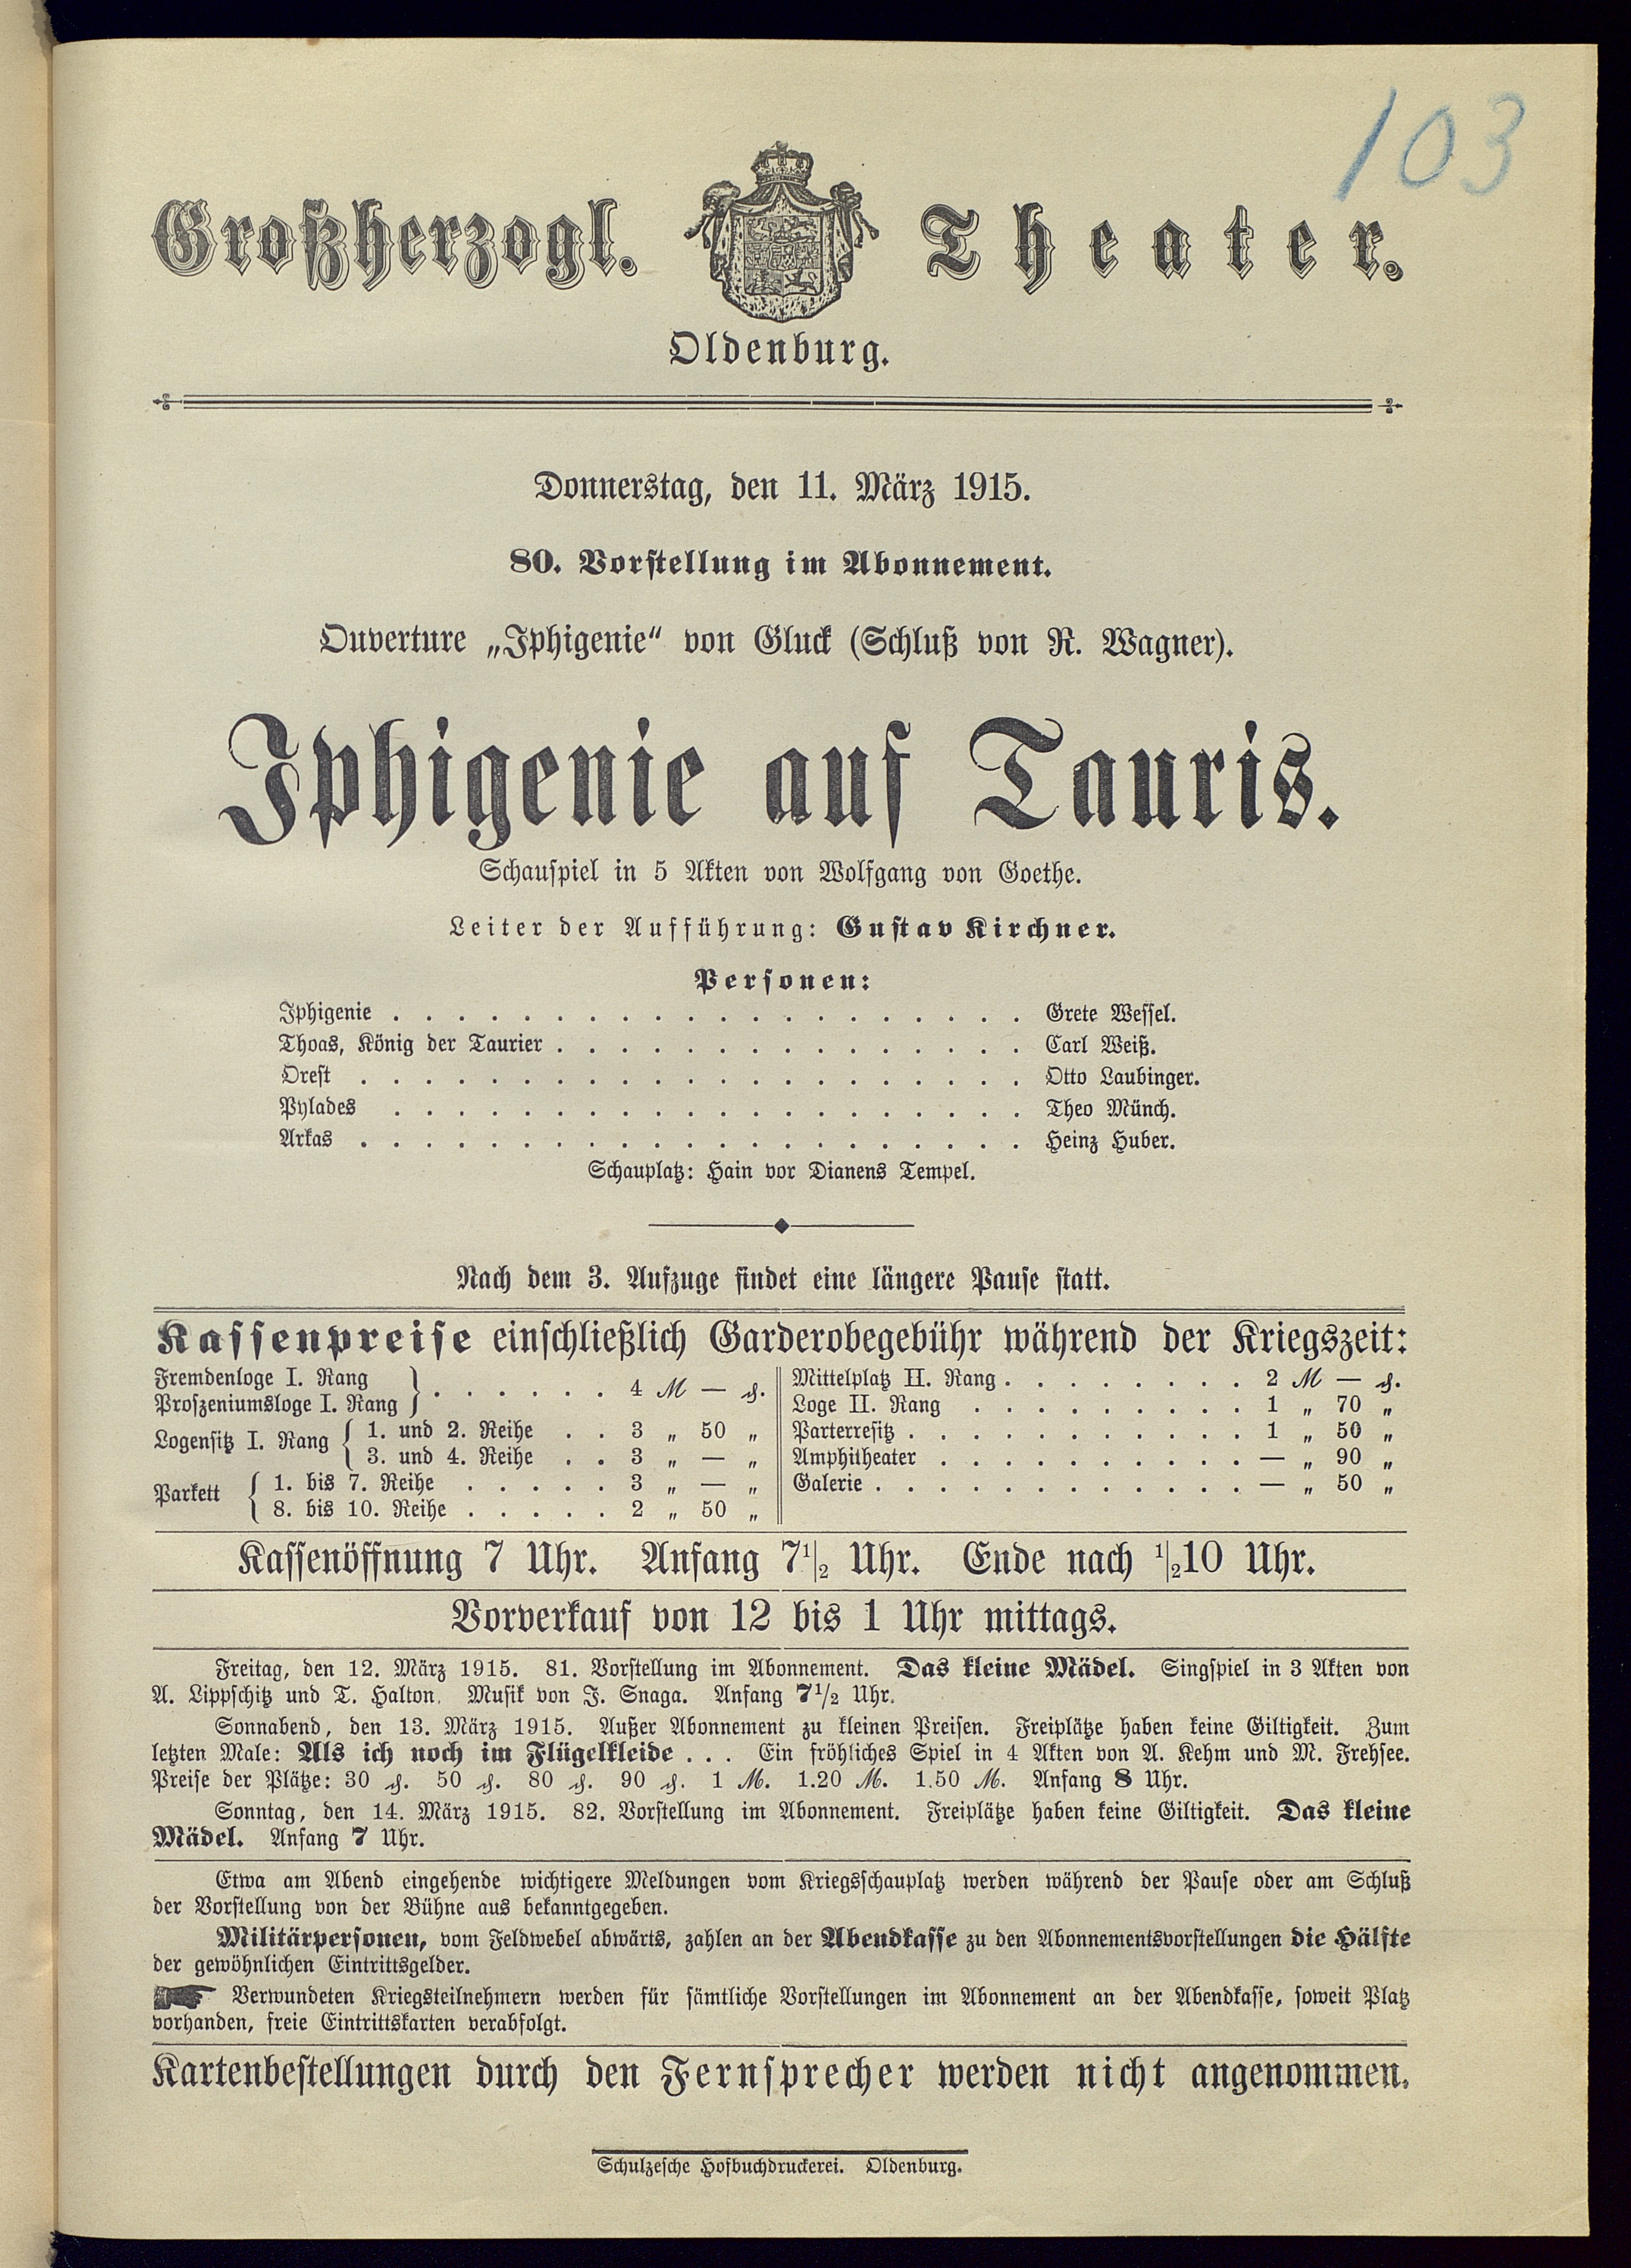 103
Großherzogl. Theater.
Oldenburg.
Donnerstag, den 11. März 1915.
80. Vorstellung im Abonnement.
Ouverture „Iphigenie“ von Gluck (Schluß von R. Wagner).
Iphigenie auf Tauris.
Schauspiel in 5 Akten von Wolfgang von Goethe.
Leiter der Aufführung: Gustav Kirchner.
Personen:
Iphigenie . . . . . . . . . . . . . . . . . . . . Grete Wessel.
Thoas, König der Taurier . . . . . . . . . . . . . . . Carl Weiß.
Orest . . . . . . . . . . . . . . . . . . . . . Otto Laubinger.
Pylades . . . . . . . . . . . . . . . . . . . . Theo Münch.
Arkas . . . . . . . . . . . . . . . . . . . . . Heinz Huber.
Schauplatz: Hain vor Dianens Tempel.
Nach dem 3. Aufzuge findet eine längere Pause statt.
Kassenpreise einschließlich Garderobegebühr während der Kriegszeit:
Fremdenloge I. Rang
Proszeniumsloge I. Rang } . . . . . . 4 ℳ — ₰.
Logensitz I. Rang { 1. und 2. Reihe . . 3 „ 50 „
3. und 4. Reihe . . 3 „ — „
Parkett { 1. bis 7. Reihe . . . . . 3 „ — „
8. bis 10. Reihe . . . . . 2 „ 50 „
Mittelplatz II. Rang . . . . . . . . 2 ℳ — ₰.
Loge II. Rang . . . . . . . . . 1 „ 70 „
Parterresitz . . . . . . . . . . . 1 „ 50 „
Amphitheater . . . . . . . . . . — „ 90 „
Galerie . . . . . . . . . . . . — „ 50 „
Kassenöffnung 7 Uhr. Anfang 7½ Uhr. Ende nach ½10 Uhr.
Vorverkauf von 12 bis 1 Uhr mittags.
Freitag, den 12. März 1915. 81. Vorstellung im Abonnement. Das kleine Mädel. Singspiel in 3 Akten von
A. Lippschitz und T. Halton. Musik von J. Snaga. Anfang 7½ Uhr.
Sonnabend, den 13. März 1915. Außer Abonnement zu kleinen Preisen. Freiplätze haben keine Giltigkeit. Zum
letzten Male: Als ich noch im Flügelkleide . . . Ein fröhliches Spiel in 4 Akten von A. Kehm und M. Frehsee.
Preise der Plätze: 30 ₰. 50 ₰. 80 ₰. 90 ₰. 1 ℳ. 1.20 ℳ. 1.50 ℳ. Anfang 8 Uhr.
Sonntag, den 14. März 1915. 82. Vorstellung im Abonnement. Freiplätze haben keine Giltigkeit. Das kleine
Mädel. Anfang 7 Uhr.
Etwa am Abend eingehende wichtigere Meldungen vom Kriegsschauplatz werden während der Pause oder am Schluß
der Vorstellung von der Bühne aus bekanntgegeben.
Militärpersonen, vom Feldwebel abwärts, zahlen an der Abendkasse zu den Abonnementsvorstellungen die Hälfte
der gewöhnlichen Eintrittsgelder.
Verwundeten Kriegsteilnehmern werden für sämtliche Vorstellungen im Abonnement an der Abendkasse, soweit Platz
vorhanden, freie Eintrittskarten verabfolgt.
Kartenbestellungen durch den Fernsprecher werden nicht angenommen.
Schulzesche Hofbuchdruckerei. Oldenburg.